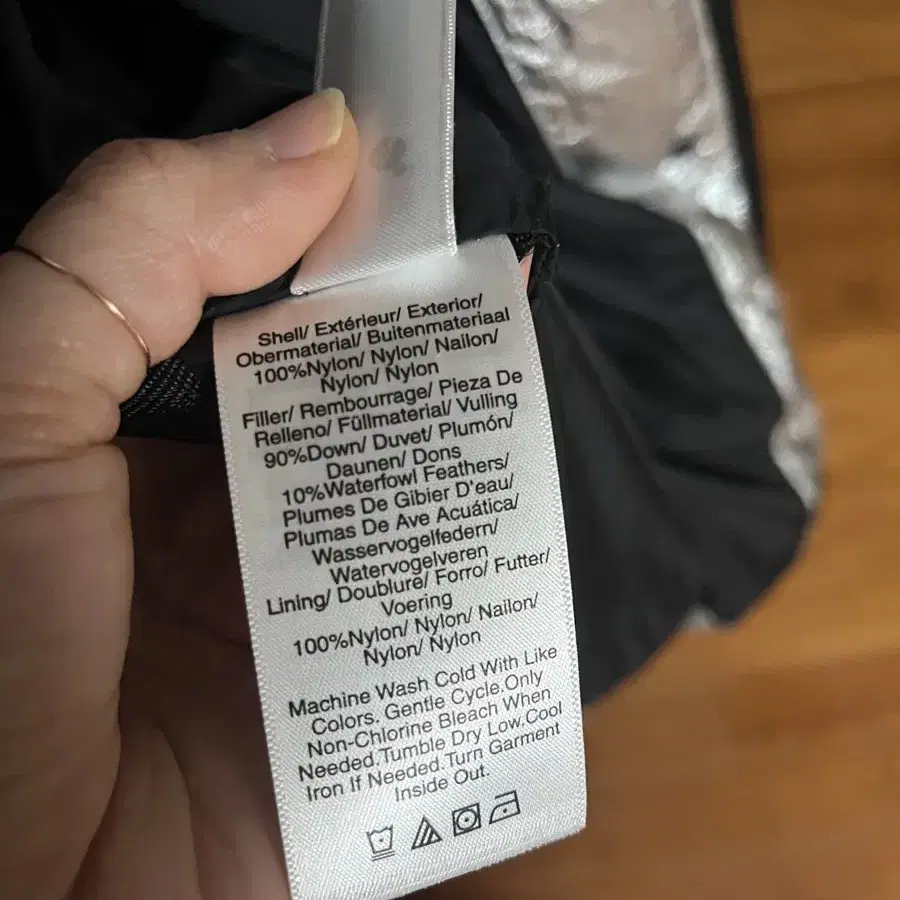 Shell/ Extérieur/ Exterior/
Obermaterial/ Buitenmateriaal
100%Nylon/ Nylon/ Nailon/
Nylon/ Nylon
Filler/ Rembourrage/ Pieza De
Relleno/ Füllmaterial/ Vulling
90%Down/ Duvet/ Plumón/
Daunen/ Dons
10%Waterfowl Feathers/
Plumes De Gibier D'eau/
Plumas De Ave Acuática/
Wasservogelfedern/
Watervogelveren
Lining/ Doublure/ Forro/ Futter/
Voering
100%Nylon/ Nylon/ Nailon/
Nylon/ Nylon
Machine Wash Cold With Like
Colors. Gentle Cycle.Only
Non-Chlorine Bleach When
Needed.Tumble Dry Low.Cool
Iron If Needed.Turn Garment
Inside Out.